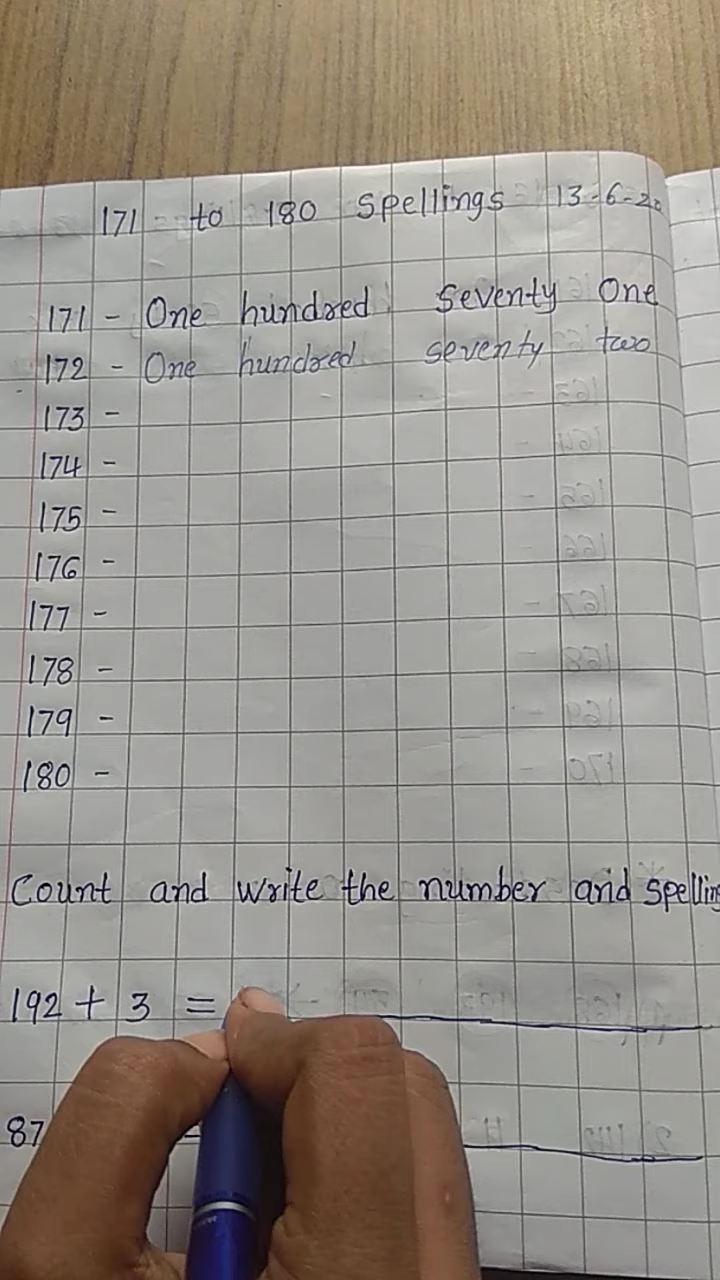 171 to 180 spellings 13-6-20
171 - One hundred seventy One
172 - One hundred seventy two
173 -
174 -
175 -
176 -
177 -
178 -
179 -
180 -
Count and write the number and spelling
192 + 3 =
87